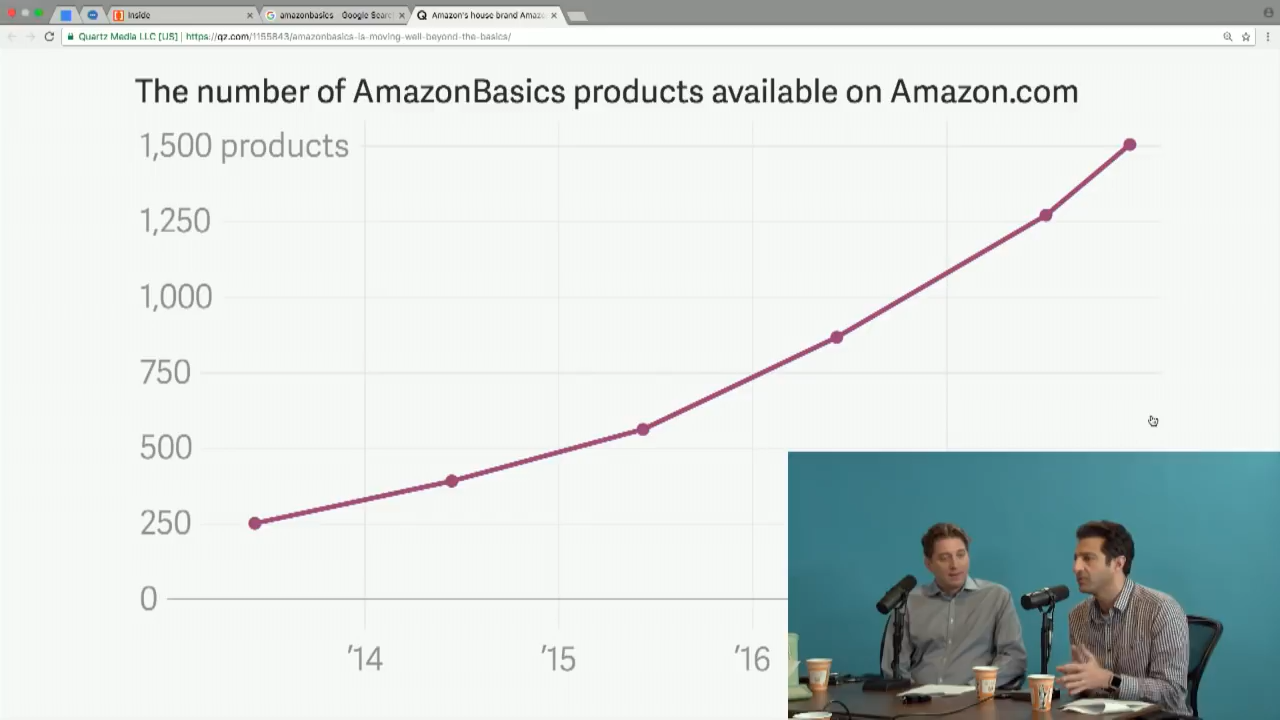 Inside
amazonbasics - Google Searc
Amazon's house brand Amazo
Quartz Media LLC [US] | https://qz.com/1155843/amazonbasics-is-moving-well-beyond-the-basics/
The number of AmazonBasics products available on Amazon.com
1,500 products
1,250
1,000
750
500
250
0
'14
'15
'16